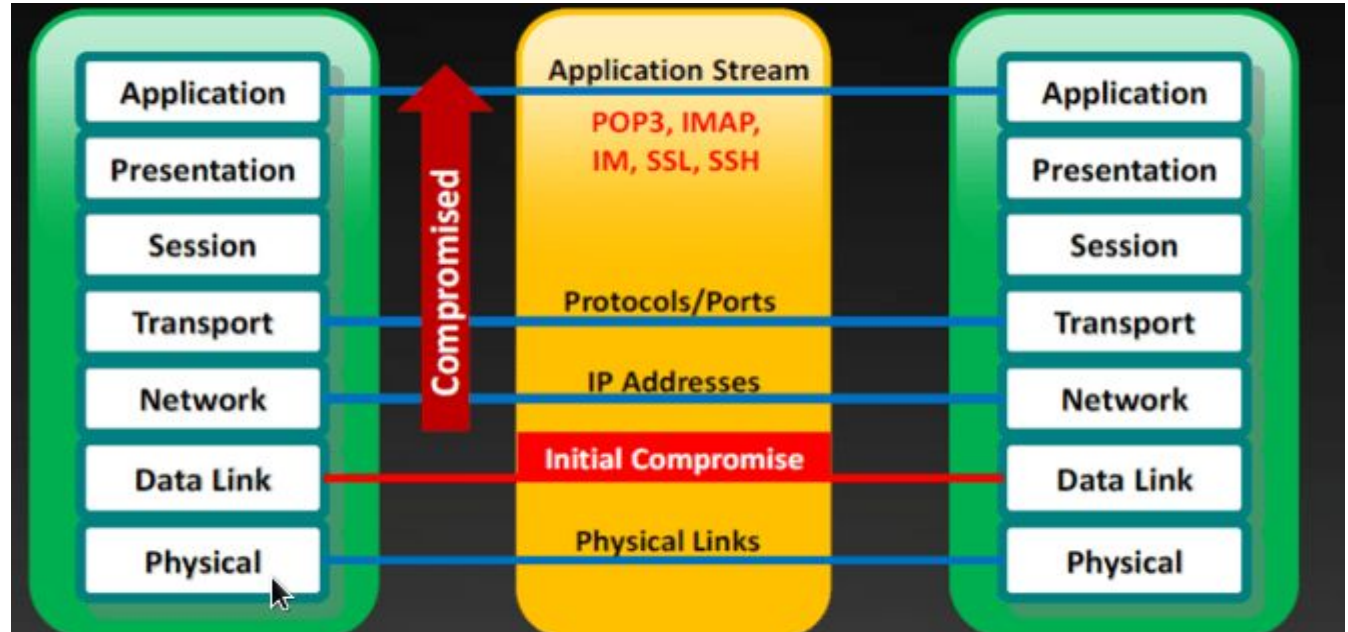 Application
Presentation
Session
Transport
Network
Data Link
Physical
Compromised
Application Stream
POP3, IMAP,
IM, SSL, SSH
Protocols/Ports
IP Addresses
Initial Compromise
Physical Links
Application
Presentation
Session
Transport
Network
Data Link
Physical